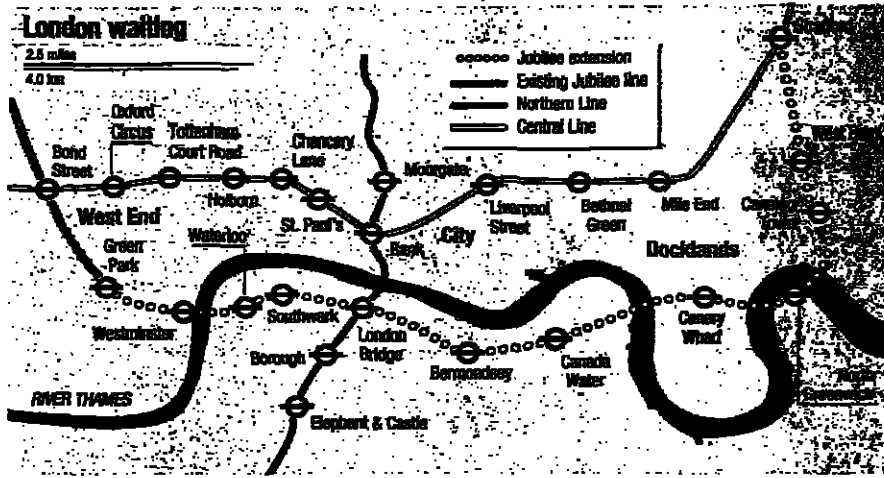 London waiting
2.5 miles
4.0 km
Jubilee extension
Existing Jubilee line
Northern Line
Central Line
Oxford
Circus
Tottenham
Court Road
Chancery
Lane
Bond
Street
Moorgate
West End
Holborn
St. Paul's
Liverpool
Street
Bethnal
Green
Mile End
Green
Park
Waterloo
Bank
City
Docklands
Westminster
Southwark
London
Bridge
Borough
Bermondsey
Canada
Water
Canary
Wharf
RIVER THAMES
Elephant & Castle